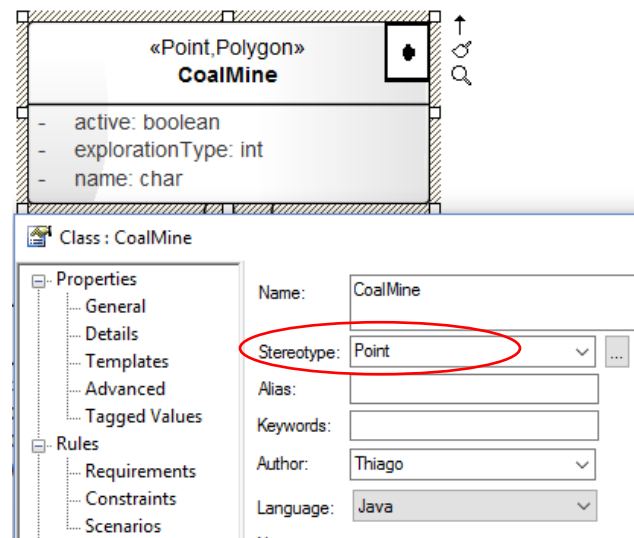 «Point,Polygon»
CoalMine
- active: boolean
- explorationType: int
- name: char
Class : CoalMine
Properties
General
Details
Templates
Advanced
Tagged Values
Rules
Requirements
Constraints
Scenarios
Name: CoalMine
Stereotype: Point ...
Alias:
Keywords:
Author: Thiago
Language: Java